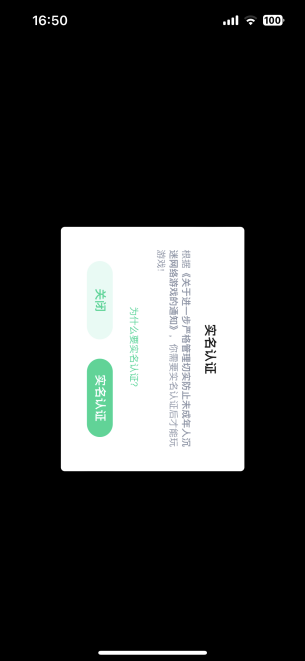 16:50
100
实名认证
根据《关于进一步严格管理切实防止未成年人沉
迷网络游戏的通知》，你需要实名认证后才能玩
游戏!
为什么要实名认证?
关闭
实名认证